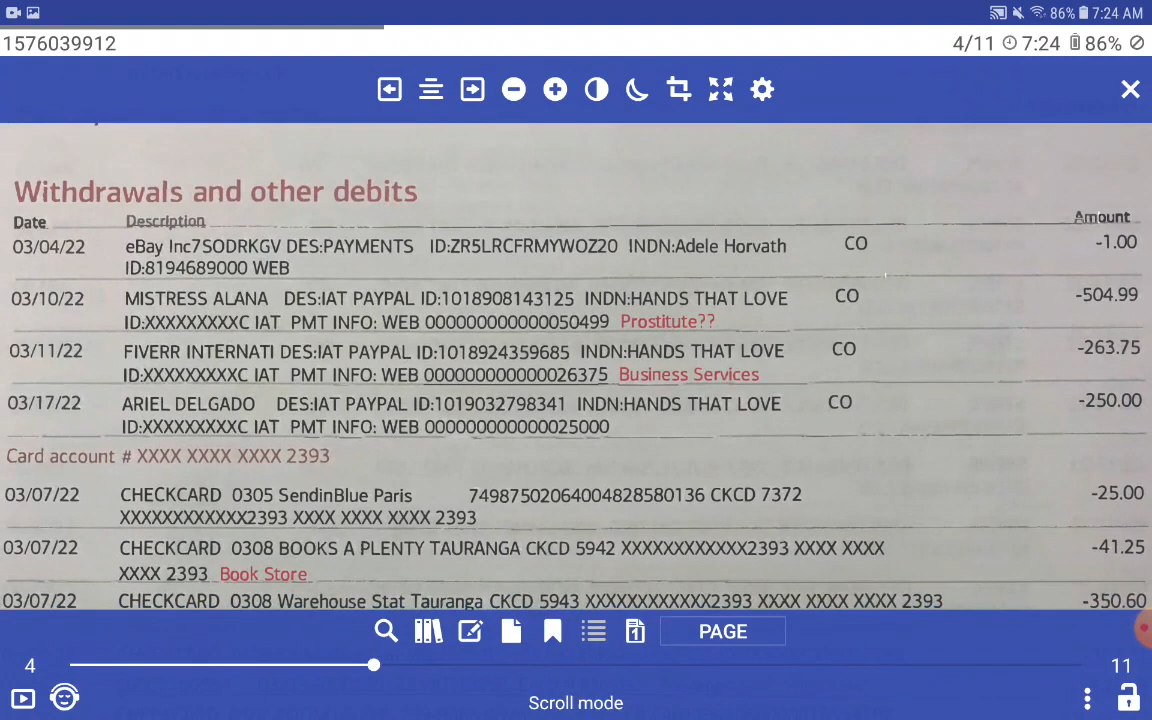 86% 7:24 AM
1576039912 4/11 7:24 86%
Withdrawals and other debits
Date Description Amount
03/04/22 eBay Inc7SODRKGV DES:PAYMENTS ID:ZR5LRCFRMYWOZ20 INDN:Adele Horvath CO -1.00
ID:8194689000 WEB
03/10/22 MISTRESS ALANA DES:IAT PAYPAL ID:1018908143125 INDN:HANDS THAT LOVE CO -504.99
ID:XXXXXXXXXC IAT PMT INFO: WEB 000000000000050499 Prostitute??
03/11/22 FIVERR INTERNATI DES:IAT PAYPAL ID:1018924359685 INDN:HANDS THAT LOVE CO -263.75
ID:XXXXXXXXXC IAT PMT INFO: WEB 000000000000026375 Business Services
03/17/22 ARIEL DELGADO DES:IAT PAYPAL ID:1019032798341 INDN:HANDS THAT LOVE CO -250.00
ID:XXXXXXXXXC IAT PMT INFO: WEB 000000000000025000
Card account # XXXX XXXX XXXX 2393
03/07/22 CHECKCARD 0305 SendinBlue Paris 74987502064004828580136 CKCD 7372 -25.00
XXXXXXXXXXXX2393 XXXX XXXX XXXX 2393
03/07/22 CHECKCARD 0308 BOOKS A PLENTY TAURANGA CKCD 5942 XXXXXXXXXXXX2393 XXXX XXXX -41.25
XXXX 2393 Book Store
03/07/22 CHECKCARD 0308 Warehouse Stat Tauranga CKCD 5943 XXXXXXXXXXXX2393 XXXX XXXX XXXX 2393 -350.60
1 PAGE
4 11
Scroll mode